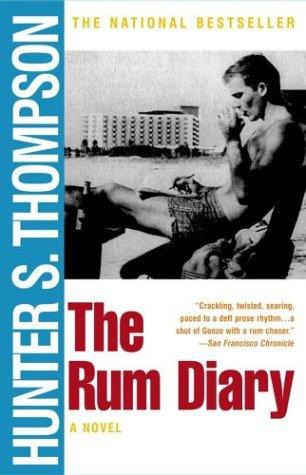 HUNTER S. THOMPSON
THE NATIONAL BESTSELLER
"Crackling, twisted, searing,
paced to a deft prose rhythm...a
shot of Gonzo with a rum chaser."
—San Francisco Chronicle
The
Rum Diary
A NOVEL